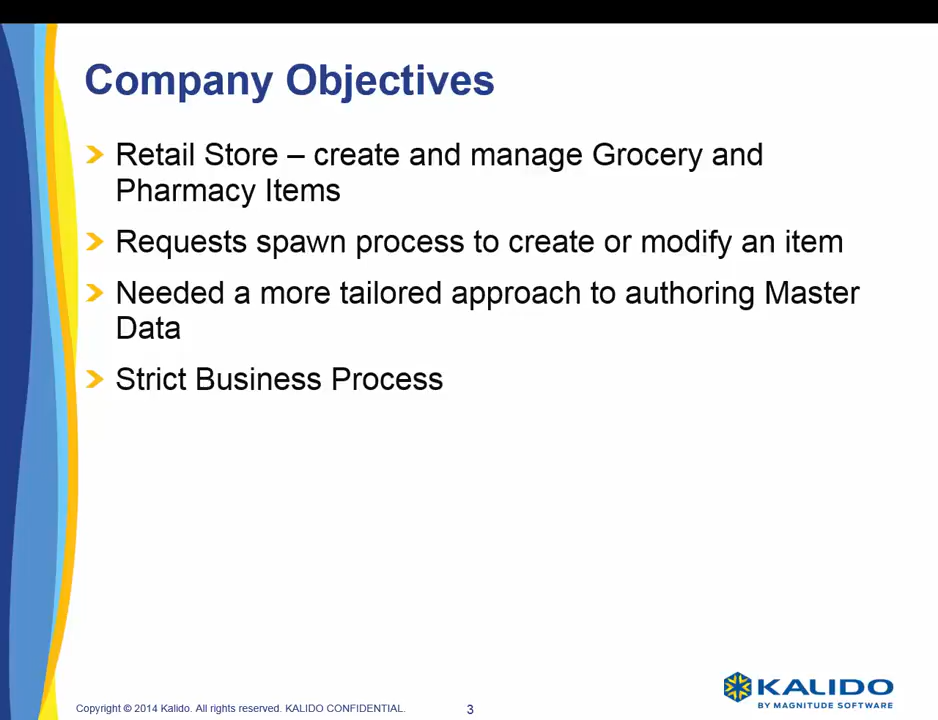 Company Objectives
Retail Store – create and manage Grocery and
Pharmacy Items
Requests spawn process to create or modify an item
Needed a more tailored approach to authoring Master
Data
Strict Business Process
KALIDO
BY MAGNITUDE SOFTWARE
Copyright © 2014 Kalido. All rights reserved. KALIDO CONFIDENTIAL.
3